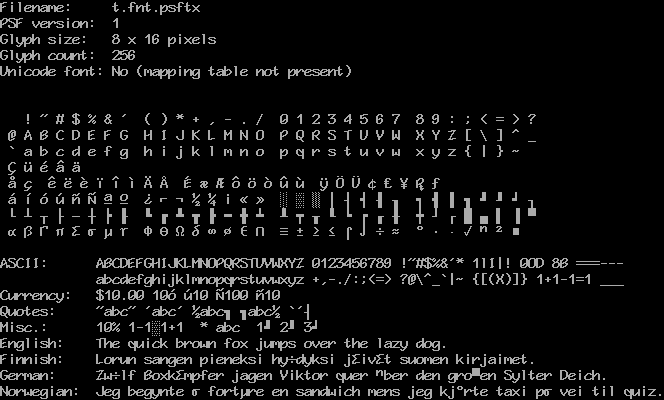 Filename: t.fnt.psftx
PSF version: 1
Glyph size: 8 x 16 pixels
Glyph count: 256
Unicode font: No (mapping table not present)
! " # $ % & ´ ( ) * + , - . / 0 1 2 3 4 5 6 7 8 9 : ; < = > ?
@ A B C D E F G H I J K L M N O P Q R S T U V W X Y Z [ \ ] ^ _
` a b c d e f g h i j k l m n o p q r s t u v w x y z { | } ~
Ç ü é â ä
å ç ê ë è ï î ì Ä Å É æ Æ ô ö ò û ù ÿ Ö Ü ¢ £ ¥ ₧ ƒ
á í ó ú ñ Ñ ª º ¿ ⌐ ¬ ½ ¼ ¡ « » ░ ▒ ▓
α β Γ π Σ σ μ τ Φ Θ Ω δ ∞ ø ∈ ∩ ≡ ± ≥ ≤ ⌠ ⌡ ÷ ≈ ° ∙ · √ ⁿ ² ■
ASCII: ABCDEFGHIJKLMNOPQRSTUVWXYZ 0123456789 !"#$%&´* 1lI|! 0OD 8B ===---
abcdefghijklmnopqrstuvwxyz +,-./:;<=>? ?@\^_`|~ {[(X)]} 1+1-1=1 ___
Currency: $10.00 10ó ú10 Ñ100 ñ10
Quotes: "abc" ´abc´ ½abc╗ ╗abc½ ``┤
Misc.: 10% 1-1░1+1 * abc 1╝ 2╝ 3╛
English: The quick brown fox jumps over the lazy dog.
Finnish: Lorun sangen pieneksi hy÷dyksi jΣivΣt suomen kirjaimet.
German: Zw÷lf BoxkΣmpfer jagen Viktor quer ⁿber den gro▀en Sylter Deich.
Norwegian: Jeg begynte σ fortµre en sandwich mens jeg kj°rte taxi pσ vei til quiz.